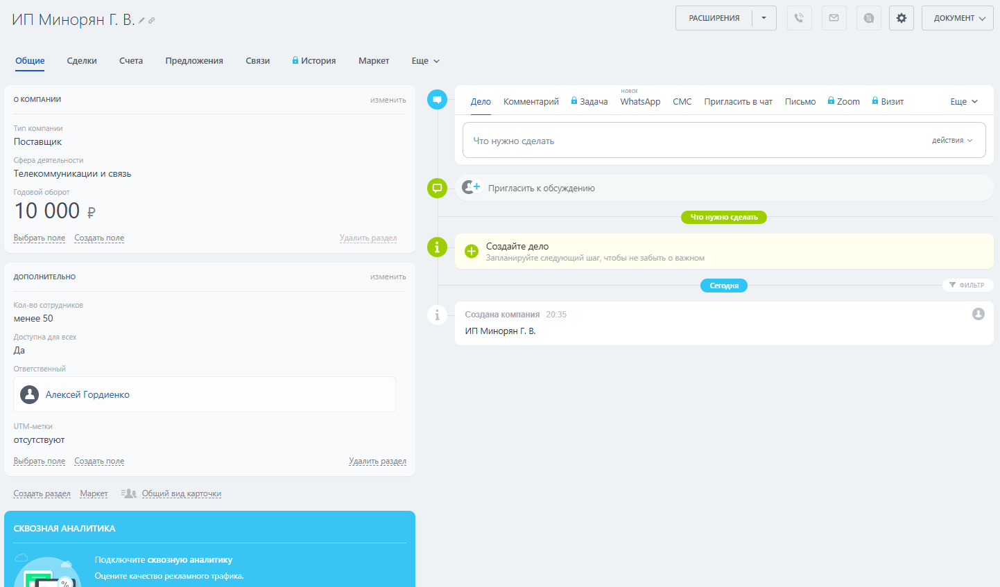 ИП Минорян Г. В.
РАСШИРЕНИЯ
ДОКУМЕНТ
Общие
Сделки
Счета
Предложения
Связи
История
Маркет
Еще
О КОМПАНИИ
изменить
Тип компании
Поставщик
Сфера деятельности
Телекоммуникации и связь
Годовой оборот
10 000 ₽
Выбрать поле
Создать поле
Удалить раздел
ДОПОЛНИТЕЛЬНО
изменить
Кол-во сотрудников
менее 50
Доступна для всех
Да
Ответственный
Алексей Гордиенко
UTM-метки
отсутствуют
Выбрать поле
Создать поле
Удалить раздел
Создать раздел
Маркет
Общий вид карточки
СКВОЗНАЯ АНАЛИТИКА
Подключите сквозную аналитику
Оцените качество рекламного трафика.
%
Дело
Комментарий
Задача
НОВОЕ
WhatsApp
СМС
Пригласить в чат
Письмо
Zoom
Визит
Еще
Что нужно сделать
действия
Пригласить к обсуждению
Что нужно сделать
Создайте дело
Запланируйте следующий шаг, чтобы не забыть о важном
Сегодня
ФИЛЬТР
Создана компания 20:35
ИП Минорян Г. В.